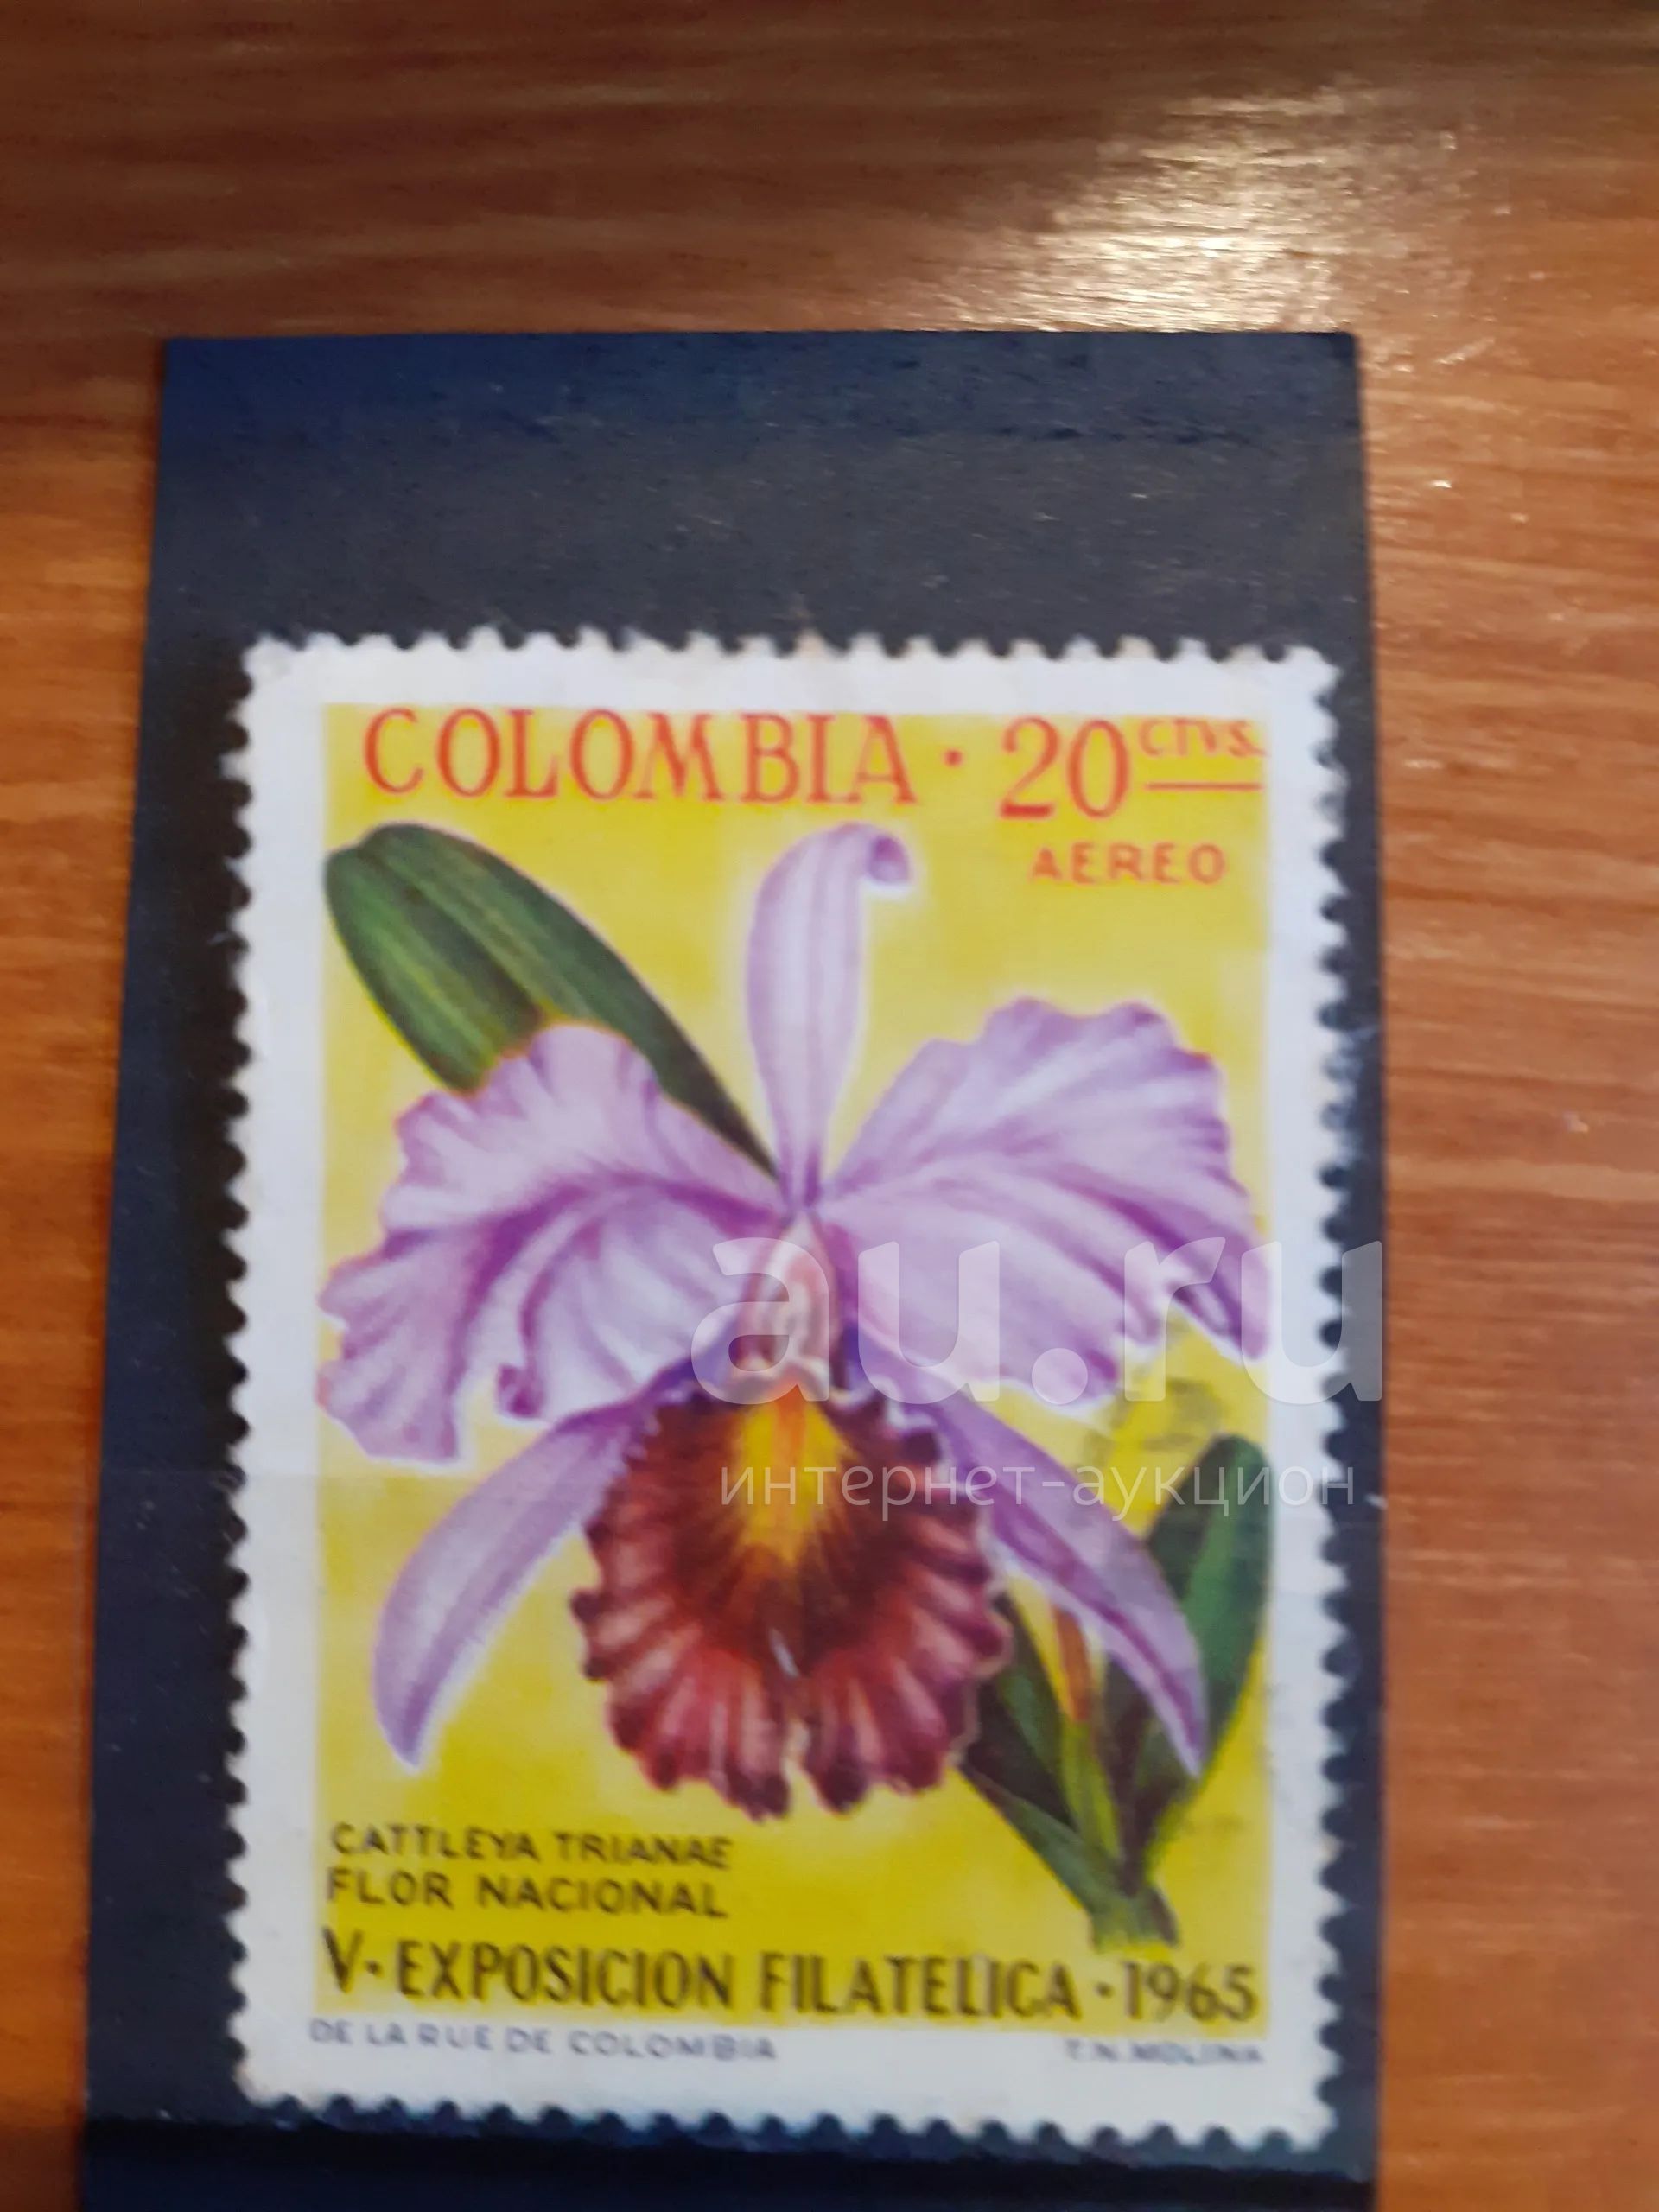 COLOMBIA · 20 CTVS.
AEREO
au.ru
интернет-аукцион
CATTLEYA TRIANAE
FLOR NACIONAL
V · EXPOSICION FILATELICA · 1965
DE LA RUE DE COLOMBIA T.N. MOLINA